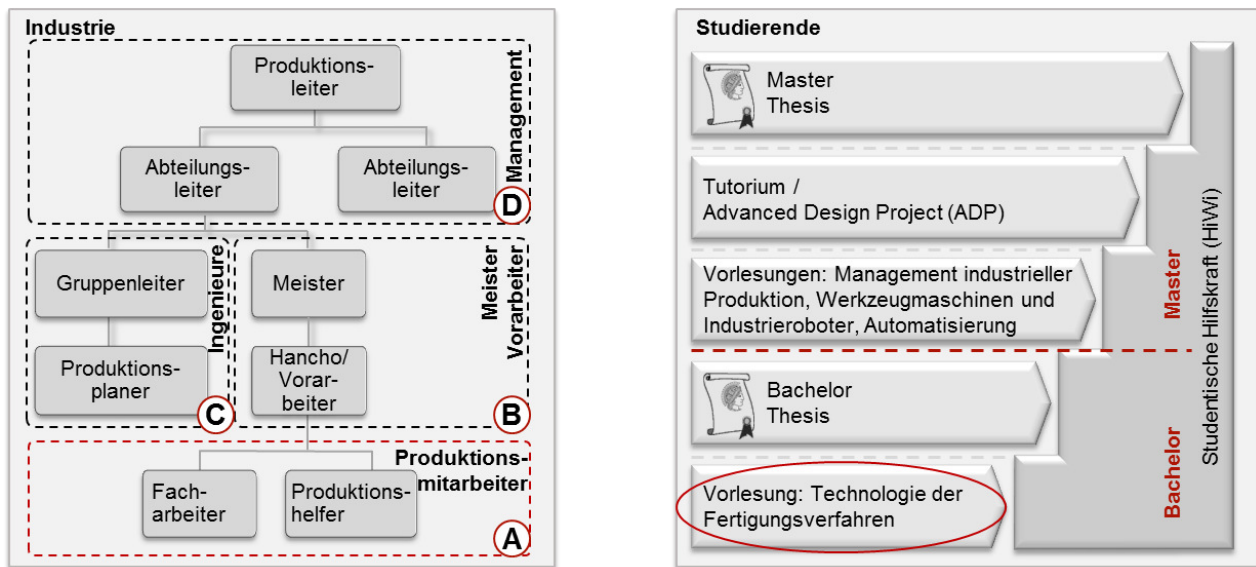 Industrie
Produktions-
leiter
Abteilungs-
leiter
Abteilungs-
leiter
Management
D
Gruppenleiter
Produktions-
planer
Ingenieure
C
Meister
Hancho/
Vorar-
beiter
Meister
Vorarbeiter
B
Produktions-
mitarbeiter
Fach-
arbeiter
Produktions-
helfer
A
Studierende
Master
Thesis
Tutorium /
Advanced Design Project (ADP)
Vorlesungen: Management industrieller
Produktion, Werkzeugmaschinen und
Industrieroboter, Automatisierung
Master
Bachelor
Thesis
Vorlesung: Technologie der
Fertigungsverfahren
Bachelor
Studentische Hilfskraft (HiWi)